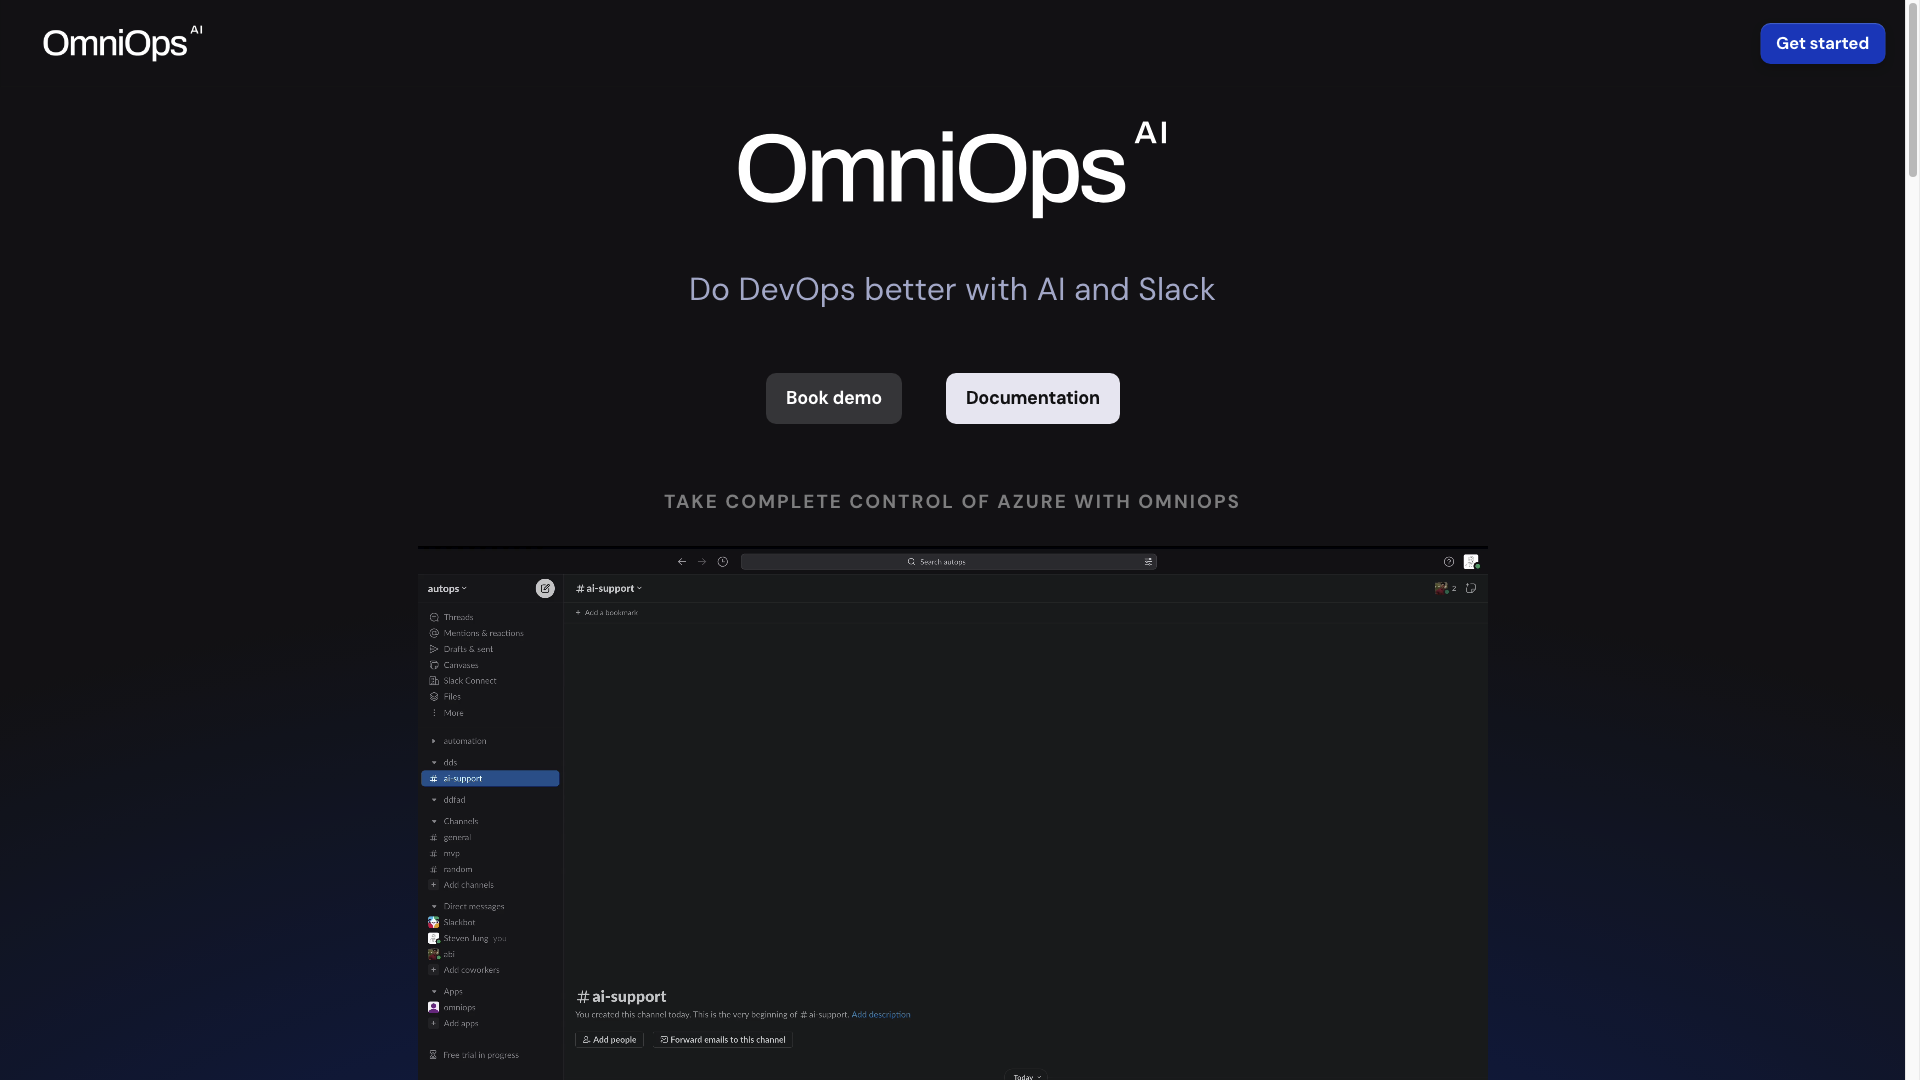 OmniOps AI
Get started
OmniOps AI
Do DevOps better with AI and Slack
Book demo
Documentation
TAKE COMPLETE CONTROL OF AZURE WITH OMNIOPS
Search autops
autops
# ai-support
2
+ Add a bookmark
Threads
Mentions & reactions
Drafts & sent
Canvases
Slack Connect
Files
More
automation
dds
# ai-support
ddfad
Channels
# general
# mvp
# random
+ Add channels
Direct messages
Slackbot
Steven Jung you
abi
+ Add coworkers
Apps
omniops
+ Add apps
Free trial in progress
# ai-support
You created this channel today. This is the very beginning of # ai-support. Add description
Add people
Forward emails to this channel
Today